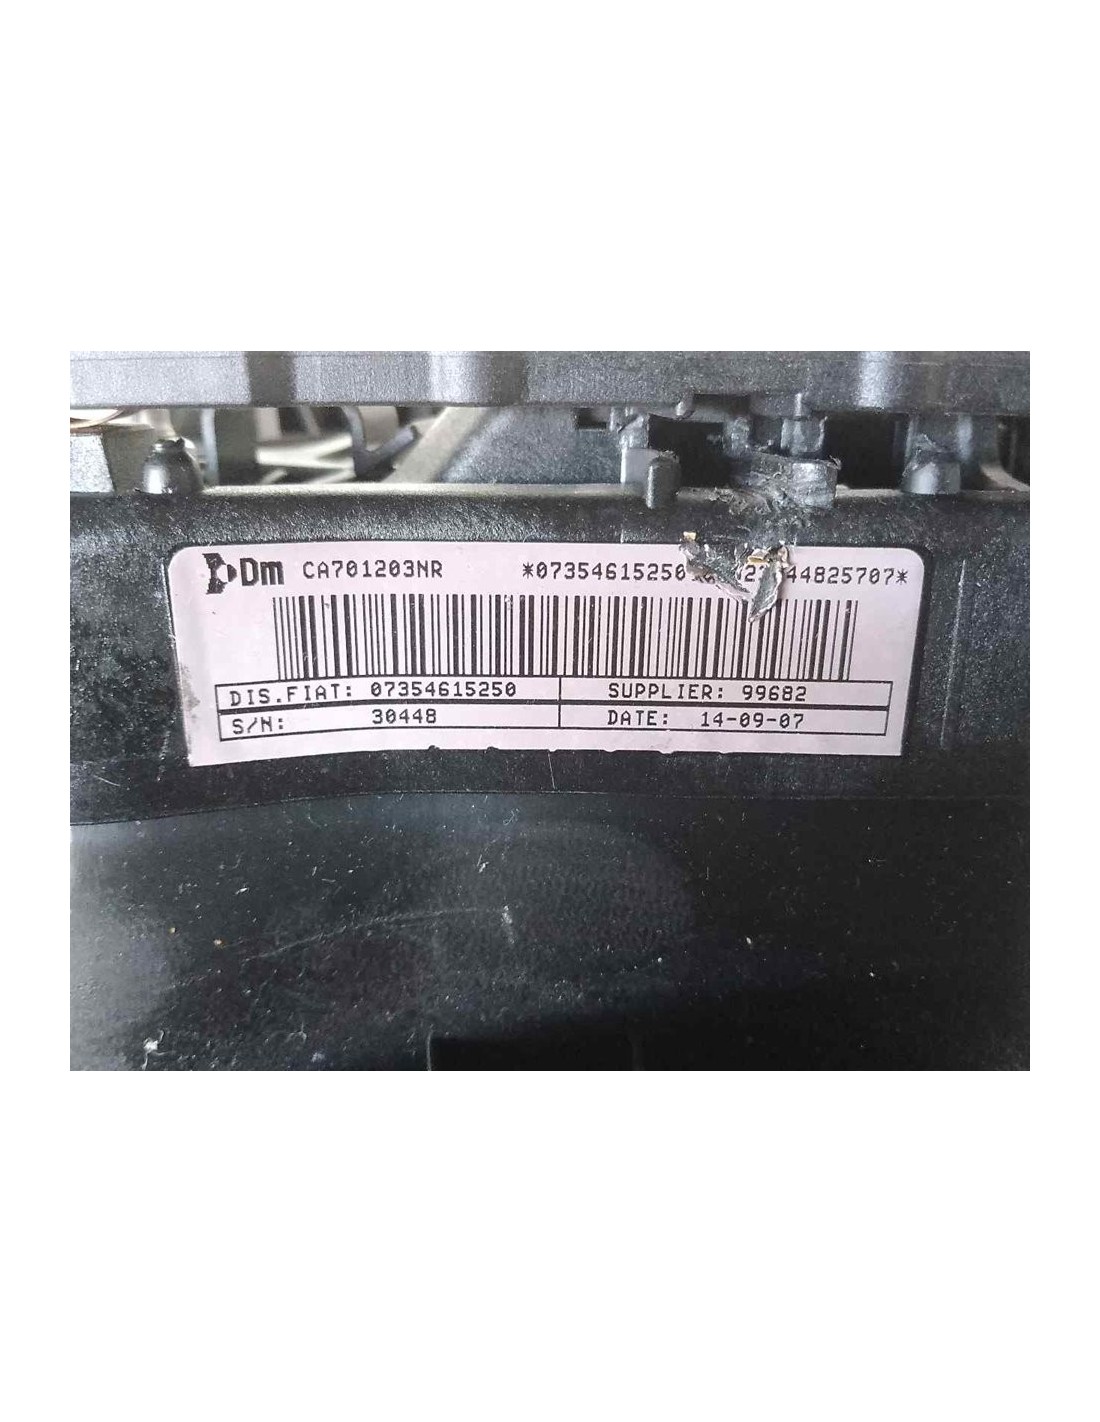 Dm CA701203NR *07354615250 44825707*
DIS.FIAT: 07354615250 SUPPLIER: 99682
S/N: 30448 DATE: 14-09-07